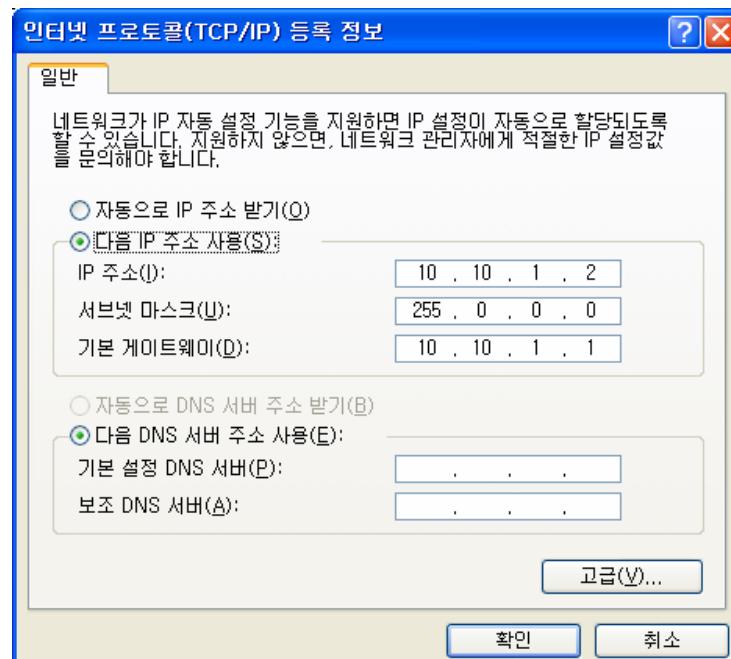 인터넷 프로토콜(TCP/IP) 등록 정보
일반
네트워크가 IP 자동 설정 기능을 지원하면 IP 설정이 자동으로 할당되도록
할 수 있습니다. 지원하지 않으면, 네트워크 관리자에게 적절한 IP 설정값
을 문의해야 합니다.
자동으로 IP 주소 받기(O)
다음 IP 주소 사용(S):
IP 주소(I): 10 . 10 . 1 . 2
서브넷 마스크(U): 255 . 0 . 0 . 0
기본 게이트웨이(D): 10 . 10 . 1 . 1
자동으로 DNS 서버 주소 받기(B)
다음 DNS 서버 주소 사용(E):
기본 설정 DNS 서버(P): . . .
보조 DNS 서버(A): . . .
고급(V)...
확인 취소